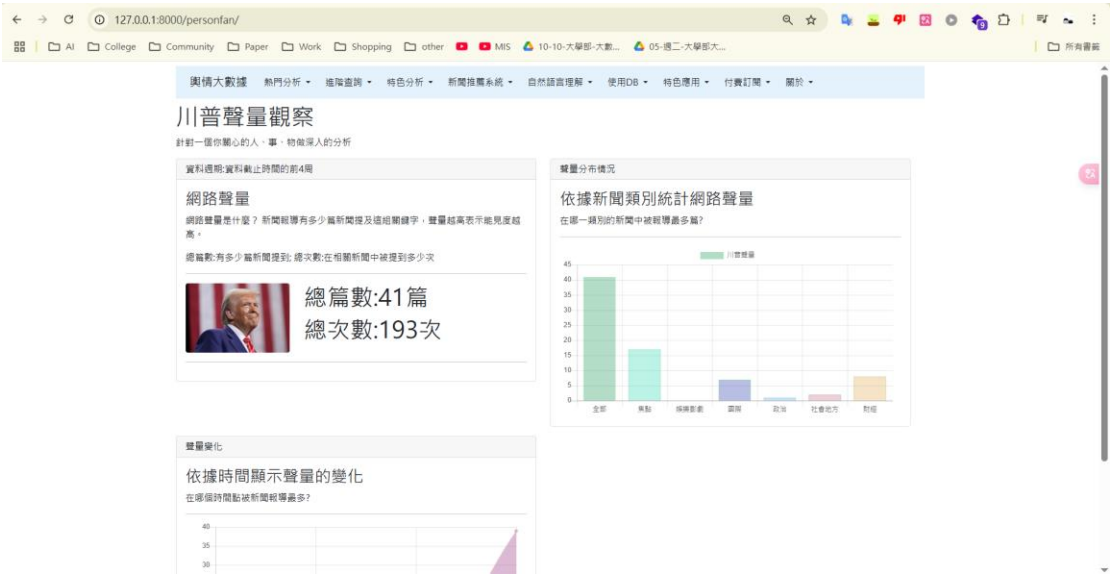 127.0.0.1:8000/personfan/
AI College Community Paper Work Shopping other MIS 10-10-大學部-大數... 05-週二-大學部大... 所有書籤
輿情大數據 熱門分析 進階查詢 特色分析 新聞推薦系統 自然語言理解 使用DB 特色應用 付費訂閱 關於
川普聲量觀察
針對一個你關心的人、事、物做深入的分析
資料週期:資料截止時間的前4周
網路聲量
網路聲量是什麼？ 新聞報導有多少篇新聞提及這組關鍵字，聲量越高表示能見度越
高。
總篇數:有多少篇新聞提到; 總次數:在相關新聞中被提到多少次
總篇數:41篇
總次數:193次
聲量分布情況
依據新聞類別統計網路聲量
在哪一類別的新聞中被報導最多篇?
川普聲量
45
40
35
30
25
20
15
10
5
0
全部 焦點 娛樂影劇 國際 政治 社會地方 財經
聲量變化
依據時間顯示聲量的變化
在哪個時間點被新聞報導最多?
40
35
30